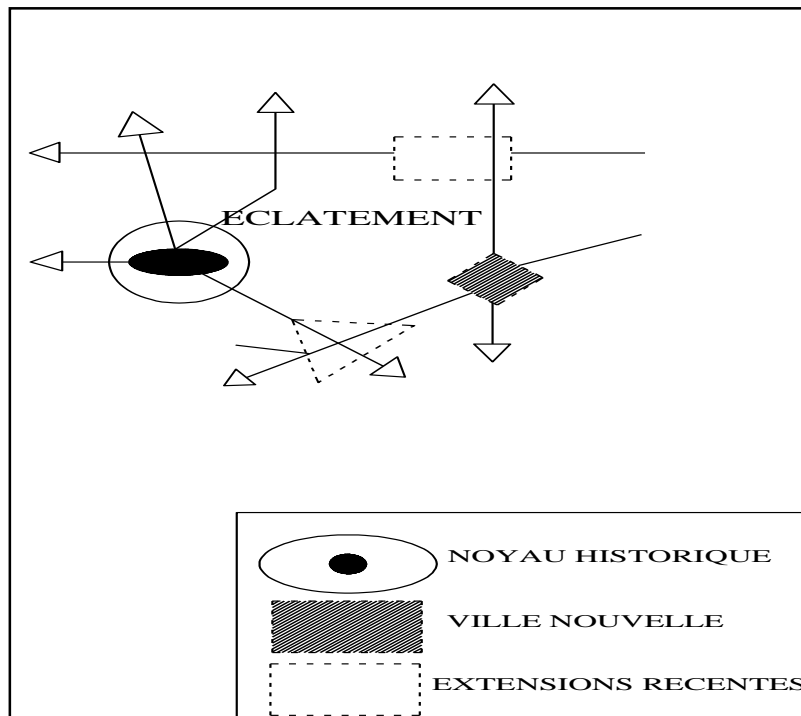 ECLATEMENT
NOYAU HISTORIQUE
VILLE NOUVELLE
EXTENSIONS RECENTES